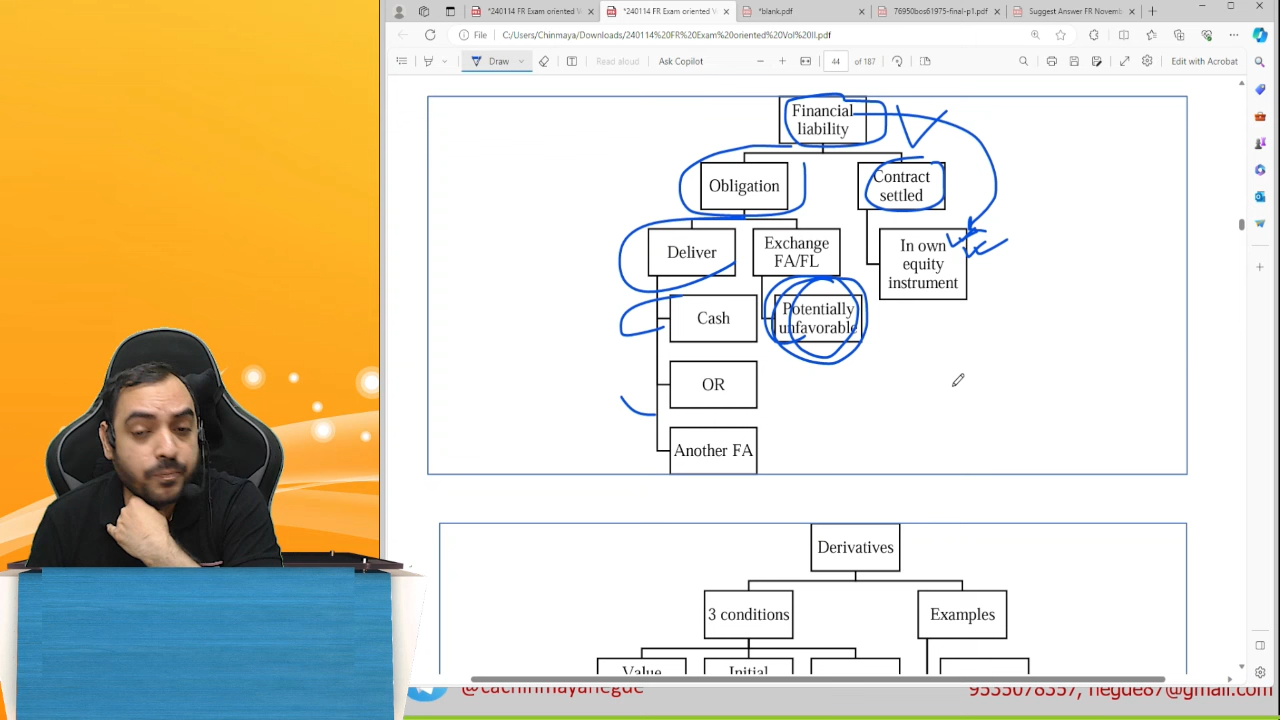 *240114 FR Exam oriented V
*240114 FR Exam oriented V
*blank.pdf
76950bos61975-final-p1.pdf
Suggest Answer FR Novemb
File
C:/Users/Chinmaya/Downloads/240114%20FR%20Exam%20oriented%20Vol%20II.pdf
Draw
Read aloud
Ask Copilot
44
of 187
Edit with Acrobat
Financial
liability
Obligation
Contract
settled
Deliver
Exchange
FA/FL
In own
equity
instrument
Cash
Potentially
unfavorable
OR
Another FA
Derivatives
3 conditions
Examples
Value
Initial
@cachinmayahegde
9535078357, hegde87@gmail.com